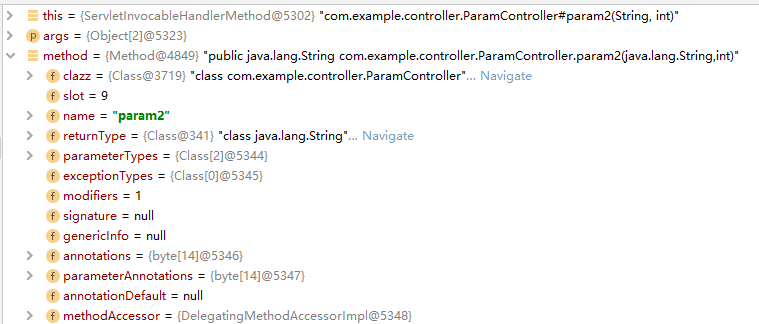 this = {ServletInvocableHandlerMethod@5302} "com.example.controller.ParamController#param2(String, int)"
p args = {Object[2]@5323}
method = {Method@4849} "public java.lang.String com.example.controller.ParamController.param2(java.lang.String,int)"
f clazz = {Class@3719} "class com.example.controller.ParamController"... Navigate
f slot = 9
f name = "param2"
f returnType = {Class@341} "class java.lang.String"... Navigate
f parameterTypes = {Class[2]@5344}
f exceptionTypes = {Class[0]@5345}
f modifiers = 1
f signature = null
f genericInfo = null
f annotations = {byte[14]@5346}
f parameterAnnotations = {byte[14]@5347}
f annotationDefault = null
f methodAccessor = {DelegatingMethodAccessorImpl@5348}